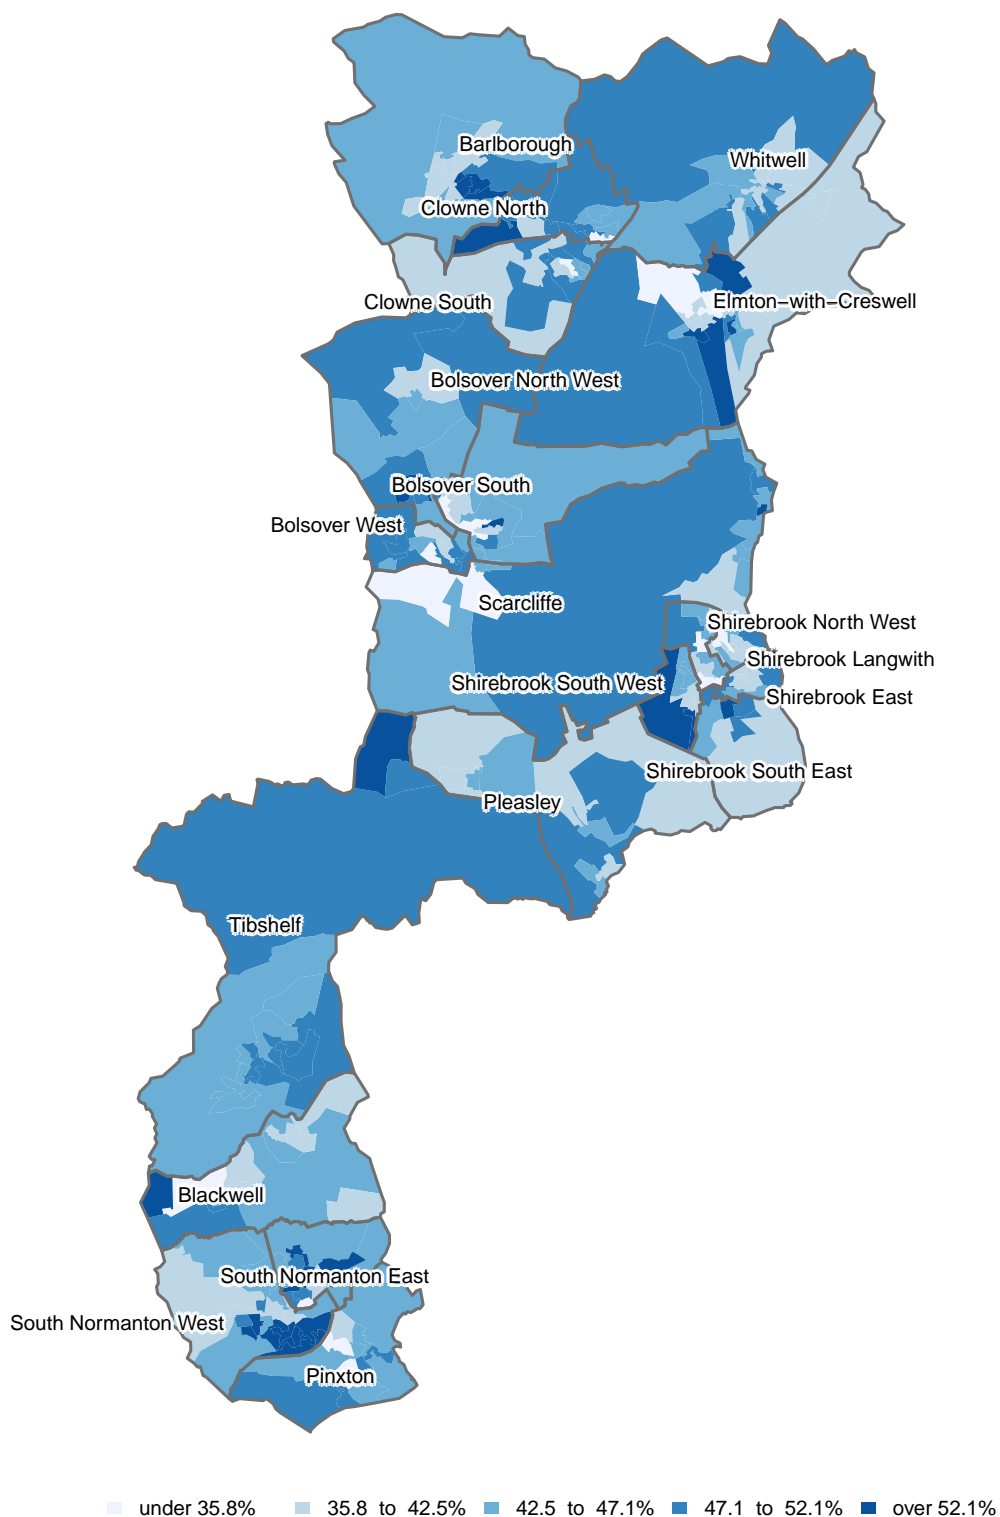 Barlborough
Whitwell
Clowne North
Clowne South
Elmton−with−Creswell
Bolsover North West
Bolsover South
Bolsover West
Scarcliffe
Shirebrook North West
Shirebrook Langwith
Shirebrook South West
Shirebrook East
Shirebrook South East
Pleasley
Tibshelf
Blackwell
South Normanton East
South Normanton West
Pinxton
under 35.8% 35.8 to 42.5% 42.5 to 47.1% 47.1 to 52.1% over 52.1%